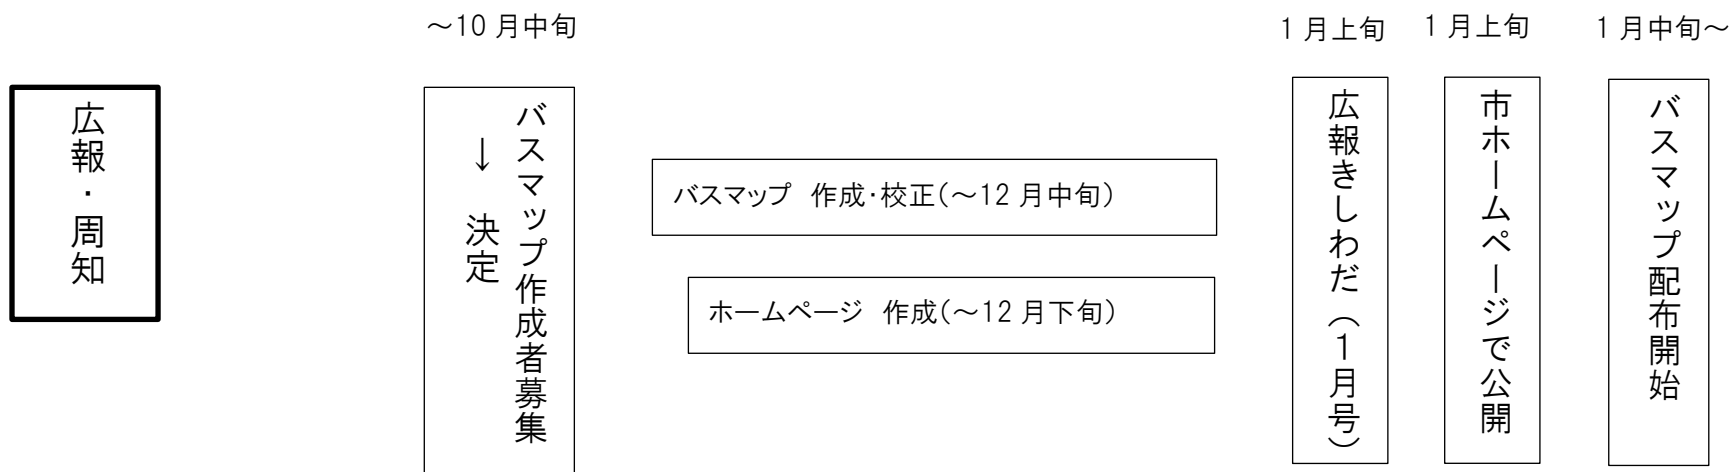 ～10月中旬
1月上旬
1月上旬
1月中旬～
広報・周知
バスマップ作成者募集
↓　決定
バスマップ　作成・校正（～12月中旬）
ホームページ　作成（～12月下旬）
広報きしわだ（1月号）
市ホームページで公開
バスマップ配布開始